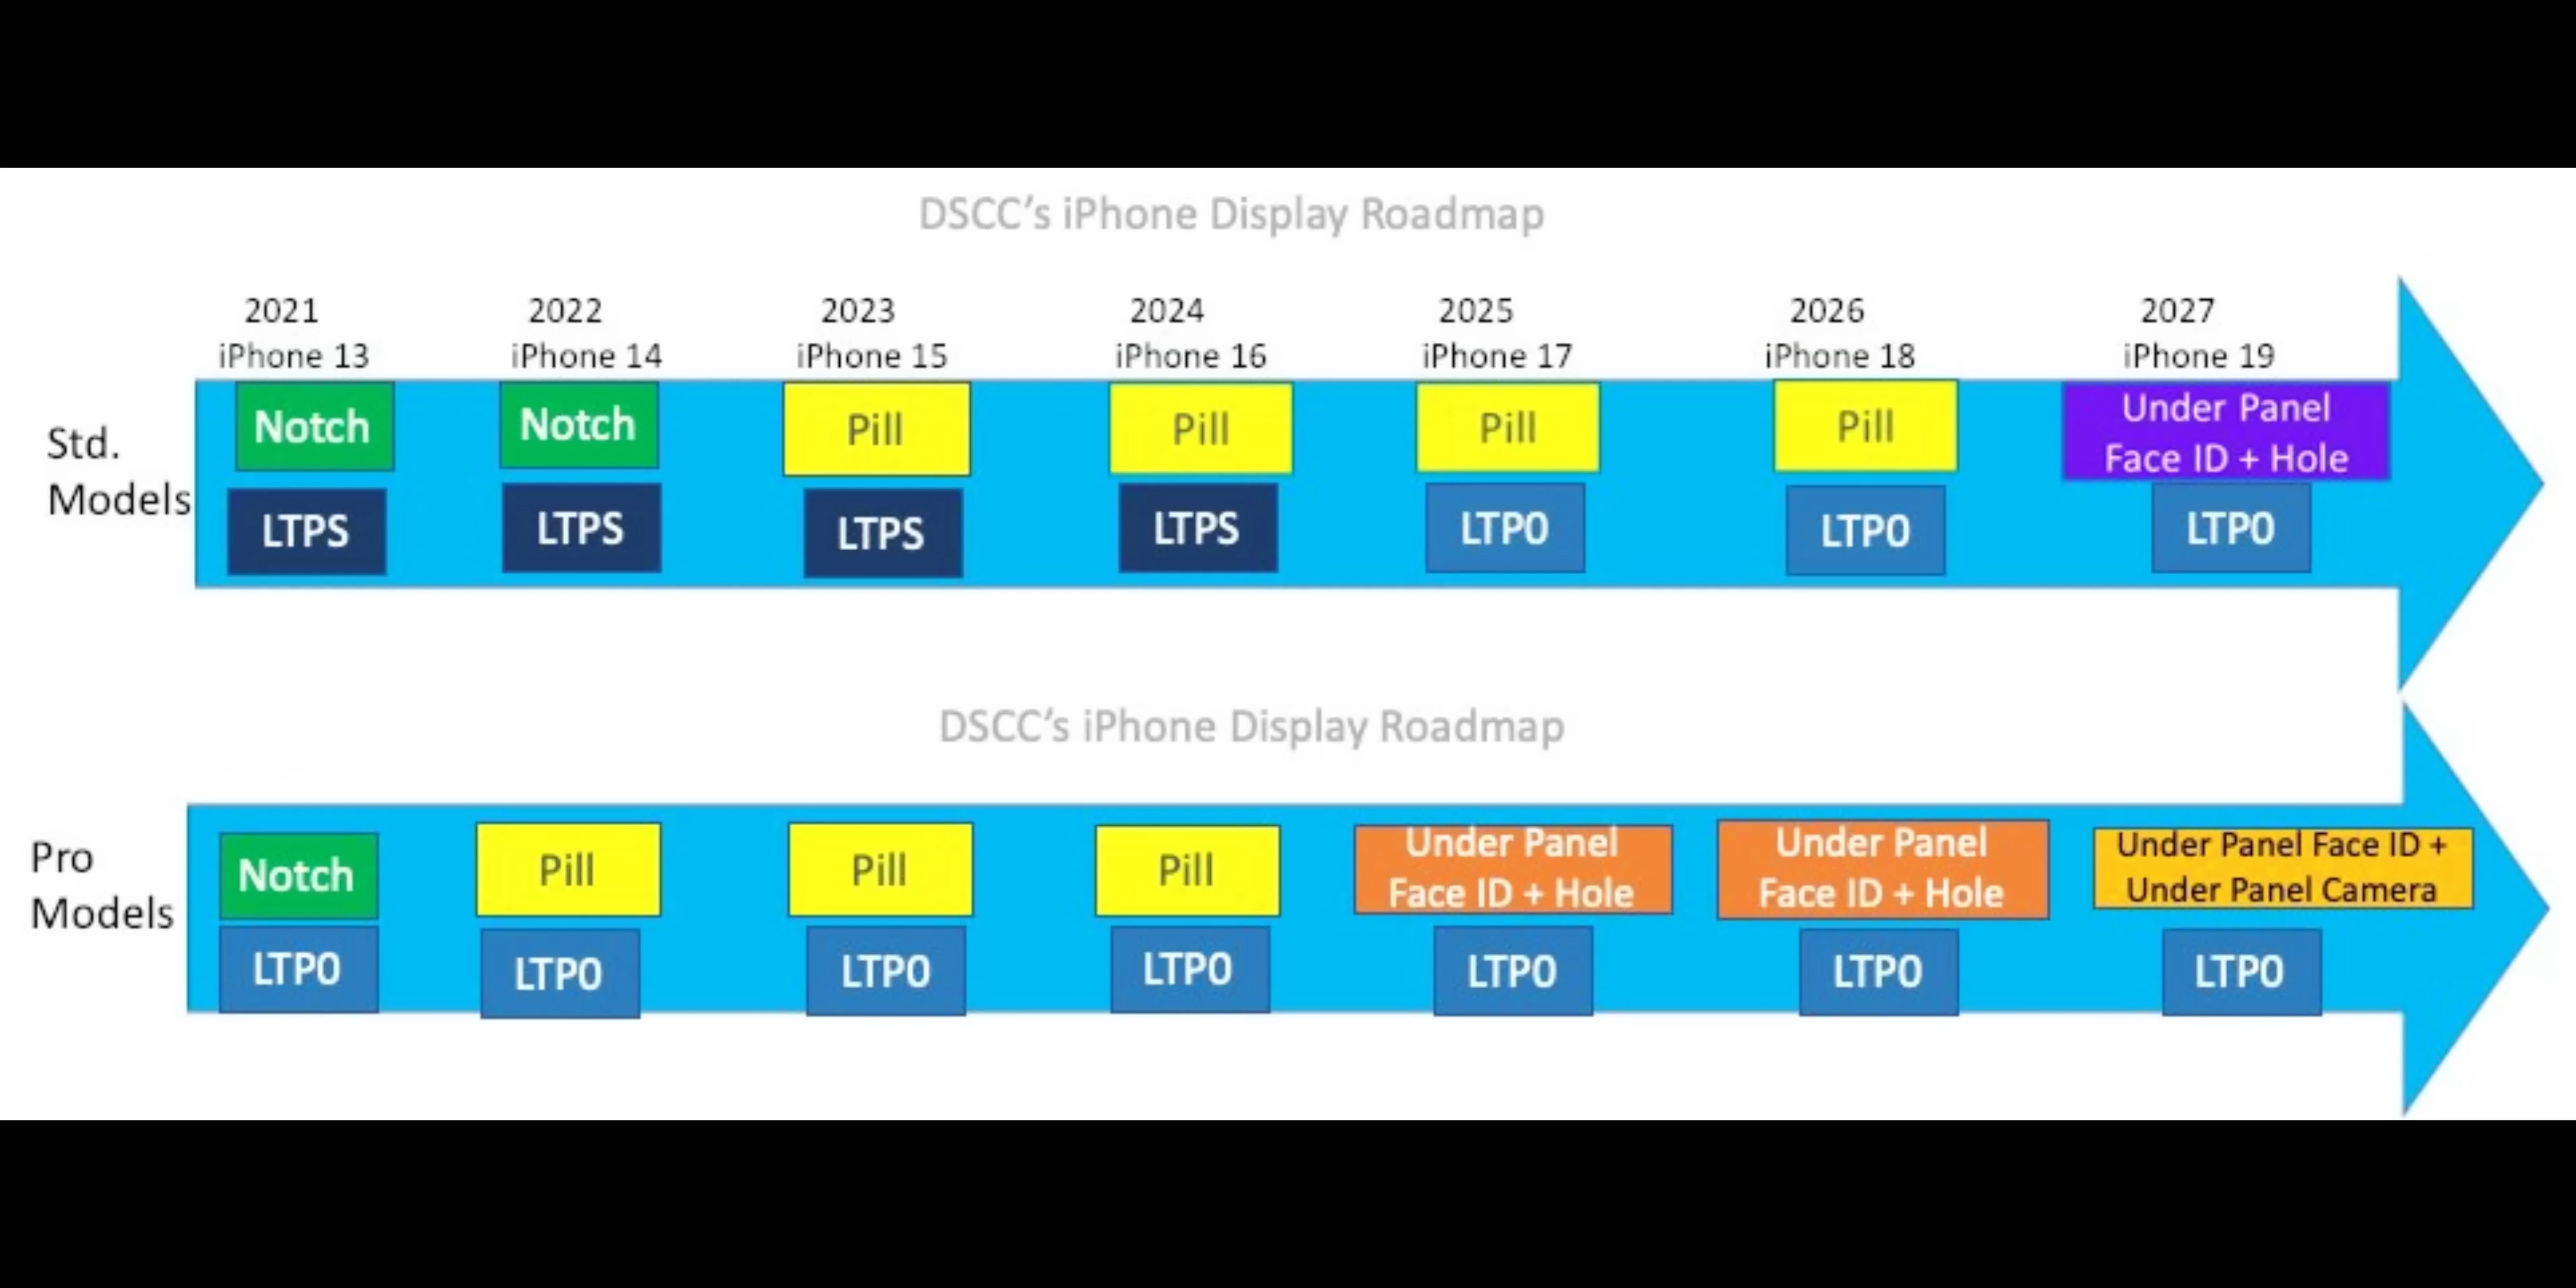 DSCC's iPhone Display Roadmap
2021 2022 2023 2024 2025 2026 2027
iPhone 13 iPhone 14 iPhone 15 iPhone 16 iPhone 17 iPhone 18 iPhone 19
Std.
Models
Notch Notch Pill Pill Pill Pill Under Panel
Face ID + Hole
LTPS LTPS LTPS LTPS LTPO LTPO LTPO
DSCC's iPhone Display Roadmap
Pro
Models
Notch Pill Pill Pill Under Panel
Face ID + Hole
Under Panel
Face ID + Hole
Under Panel Face ID +
Under Panel Camera
LTPO LTPO LTPO LTPO LTPO LTPO LTPO